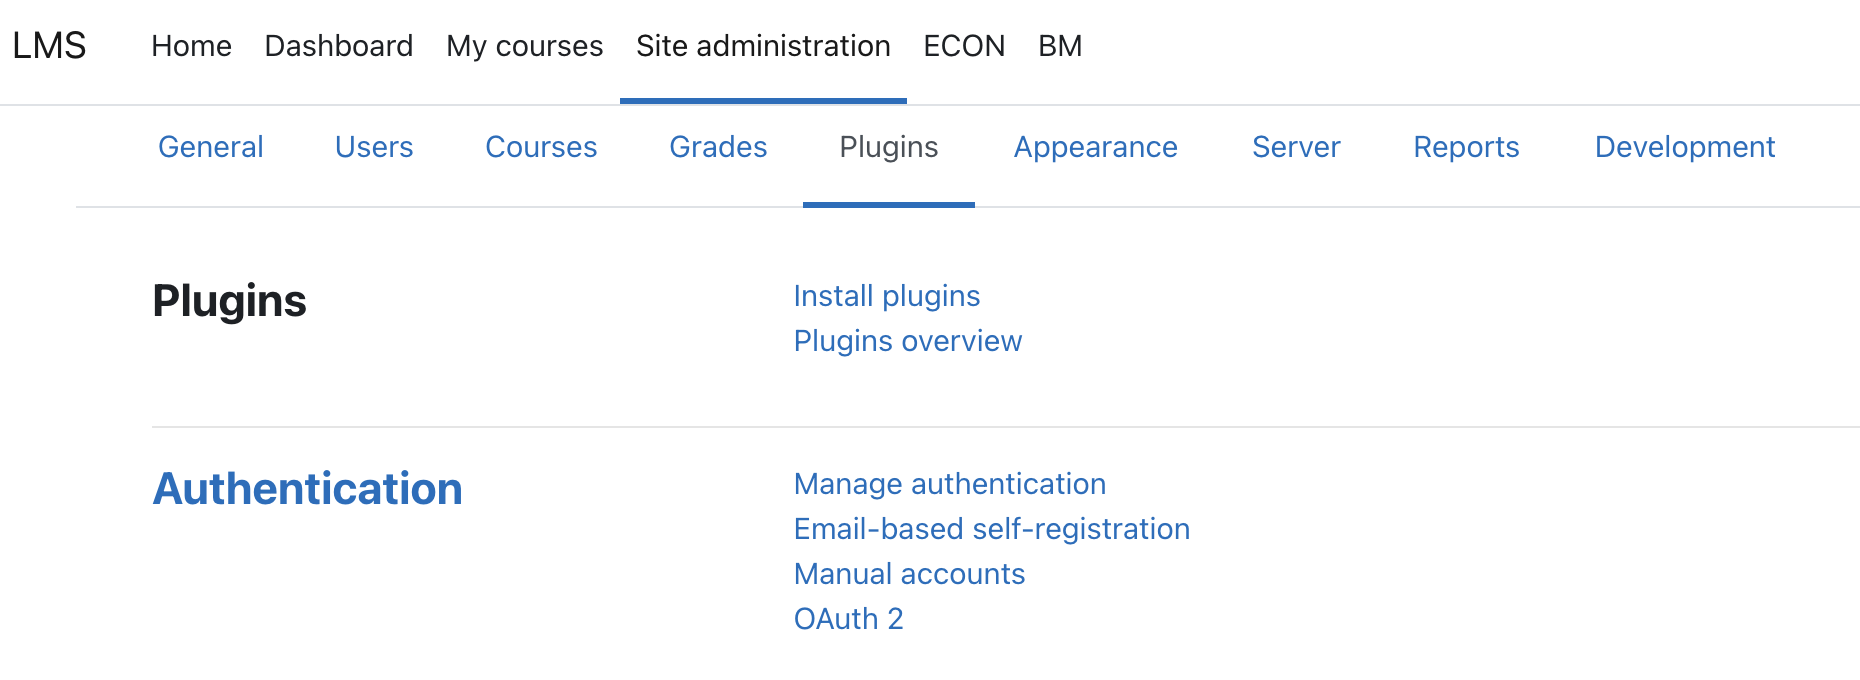 LMS Home Dashboard My courses Site administration ECON BM
General Users Courses Grades Plugins Appearance Server Reports Development
Plugins
Install plugins
Plugins overview
Authentication
Manage authentication
Email-based self-registration
Manual accounts
OAuth 2